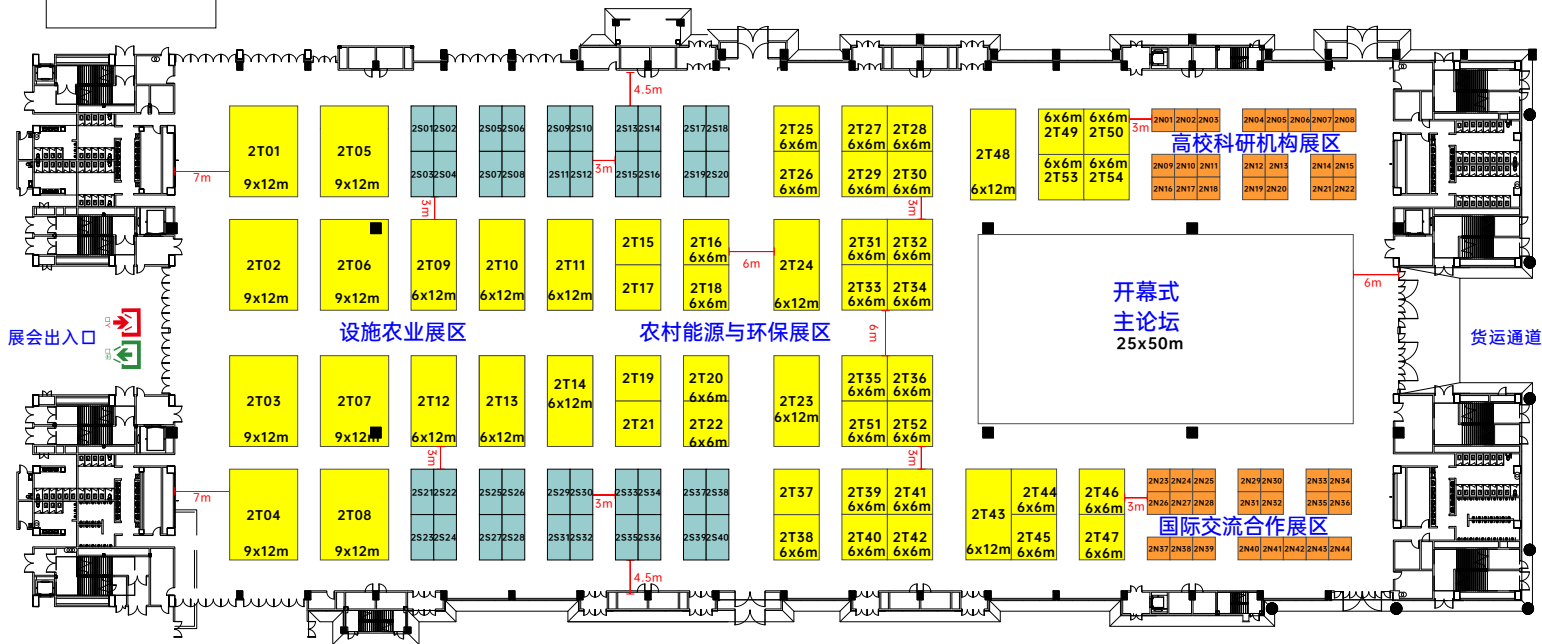 4.5m
2T01
9x12m
2T05
9x12m
2S01 2S02
2S03 2S04
2S05 2S06
2S07 2S08
2S09 2S10
2S11 2S12
3m
2S13 2S14
2S15 2S16
2S17 2S18
2S19 2S20
2T25
6x6m
2T26
6x6m
2T27
6x6m
2T28
6x6m
2T29
6x6m
2T30
6x6m
2T48
6x12m
6x6m
2T49
6x6m
2T50
6x6m
2T53
6x6m
2T54
3m
2N01 2N02 2N03
2N04 2N05 2N06 2N07 2N08
高校科研机构展区
2N09 2N10 2N11
2N16 2N17 2N18
2N12 2N13
2N19 2N20
2N14 2N15
2N21 2N22
7m
3m
3m
2T02
9x12m
2T06
9x12m
2T09
6x12m
2T10
6x12m
2T11
6x12m
2T15
2T17
2T16
6x6m
2T18
6x6m
6m
2T24
6x12m
2T31
6x6m
2T32
6x6m
2T33
6x6m
2T34
6x6m
开幕式
主论坛
25x50m
6m
展会出入口
设施农业展区
农村能源与环保展区
6m
货运通道
2T03
9x12m
2T07
9x12m
2T12
6x12m
2T13
6x12m
2T14
6x12m
2T19
2T21
2T20
6x6m
2T22
6x6m
2T23
6x12m
2T35
6x6m
2T36
6x6m
2T51
6x6m
2T52
6x6m
3m
3m
7m
2T04
9x12m
2T08
9x12m
2S21 2S22
2S23 2S24
2S25 2S26
2S27 2S28
2S29 2S30
2S31 2S32
3m
2S33 2S34
2S35 2S36
2S37 2S38
2S39 2S40
2T37
2T38
6x6m
2T39
6x6m
2T41
6x6m
2T40
6x6m
2T42
6x6m
2T43
6x12m
2T44
6x6m
2T45
6x6m
2T46
6x6m
2T47
6x6m
3m
2N23 2N24 2N25
2N26 2N27 2N28
2N29 2N30
2N31 2N32
2N33 2N34
2N35 2N36
国际交流合作展区
2N37 2N38 2N39
2N40 2N41 2N42 2N43 2N44
4.5m